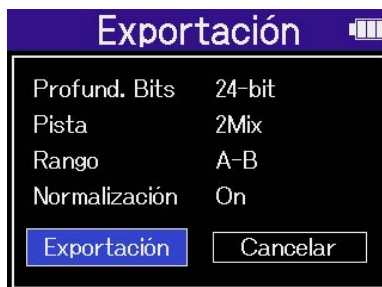 Exportación
Profund. Bits 24-bit
Pista 2Mix
Rango A-B
Normalización On
Exportación Cancelar